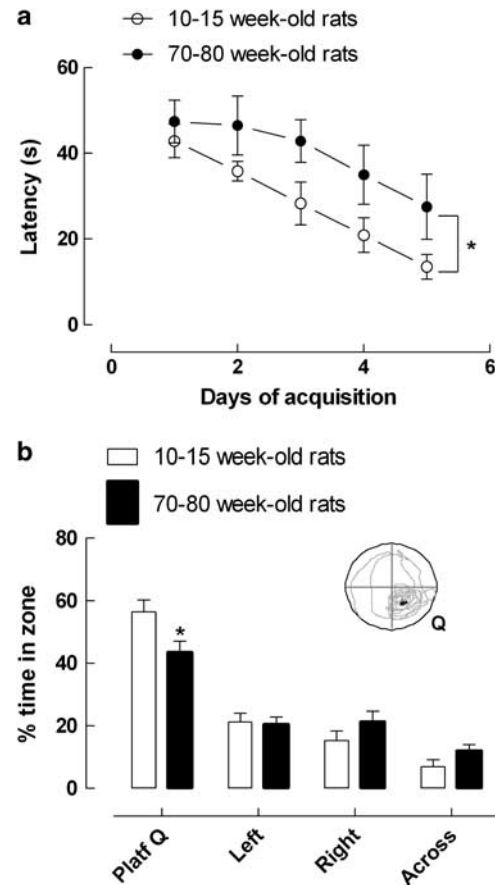 a
10-15 week-old rats
70-80 week-old rats
60
40
20
0
Latency (s)
*
0 2 4 6
Days of acquisition
b
10-15 week-old rats
70-80 week-old rats
80
60
40
20
0
% time in zone
*
Q
Platf Q Left Right Across